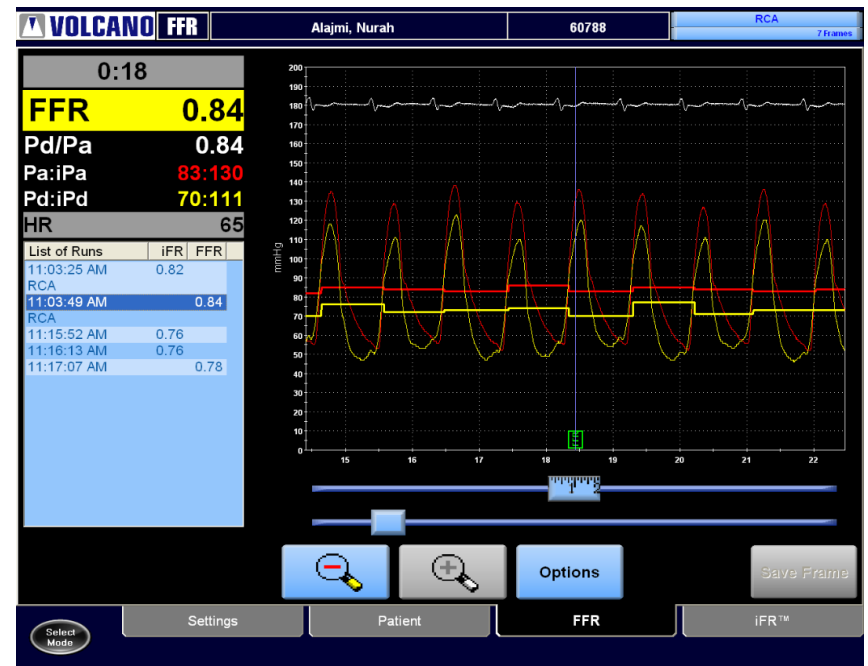 VOLCANO FFR
Alajmi, Nurah
60788
RCA
7 Frames
0:18
FFR 0.84
Pd/Pa 0.84
Pa:iPa 83:130
Pd:iPd 70:111
HR 65
List of Runs iFR FFR
11:03:25 AM 0.82
RCA
11:03:49 AM 0.84
RCA
11:15:52 AM 0.76
11:16:13 AM 0.76
11:17:07 AM 0.78
mmHg
200
190
180
170
160
150
140
130
120
110
100
90
80
70
60
50
40
30
20
10
0
FFR
15 16 17 18 19 20 21 22
1 2
Options
Save Frame
Select
Mode
Settings
Patient
FFR
iFR™